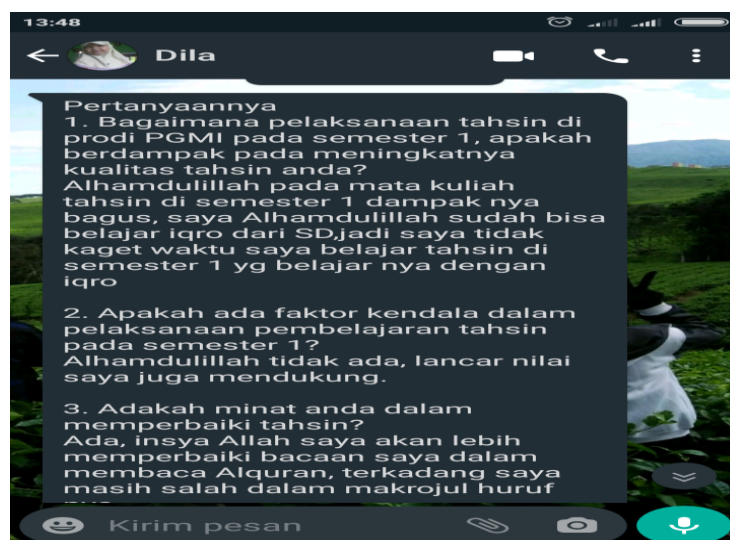 13:48
Dila
Pertanyaannya
1. Bagaimana pelaksanaan tahsin di
prodi PGMI pada semester 1, apakah
berdampak pada meningkatnya
kualitas tahsin anda?
Alhamdulillah pada mata kuliah
tahsin di semester 1 dampak nya
bagus, saya Alhamdulillah sudah bisa
belajar iqro dari SD,jadi saya tidak
kaget waktu saya belajar tahsin di
semester 1 yg belajar nya dengan
iqro
2. Apakah ada faktor kendala dalam
pelaksanaan pembelajaran tahsin
pada semester 1?
Alhamdulillah tidak ada, lancar nilai
saya juga mendukung.
3. Adakah minat anda dalam
memperbaiki tahsin?
Ada, insya Allah saya akan lebih
memperbaiki bacaan saya dalam
membaca Alquran, terkadang saya
masih salah dalam makrojul huruf
Kirim pesan